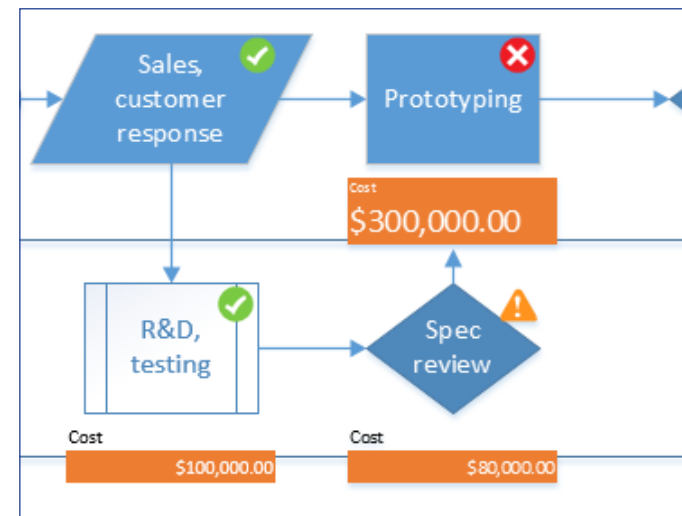 Sales,
customer
response
Prototyping
Cost
$300,000.00
R&D,
testing
Spec
review
Cost
$100,000.00
Cost
$80,000.00